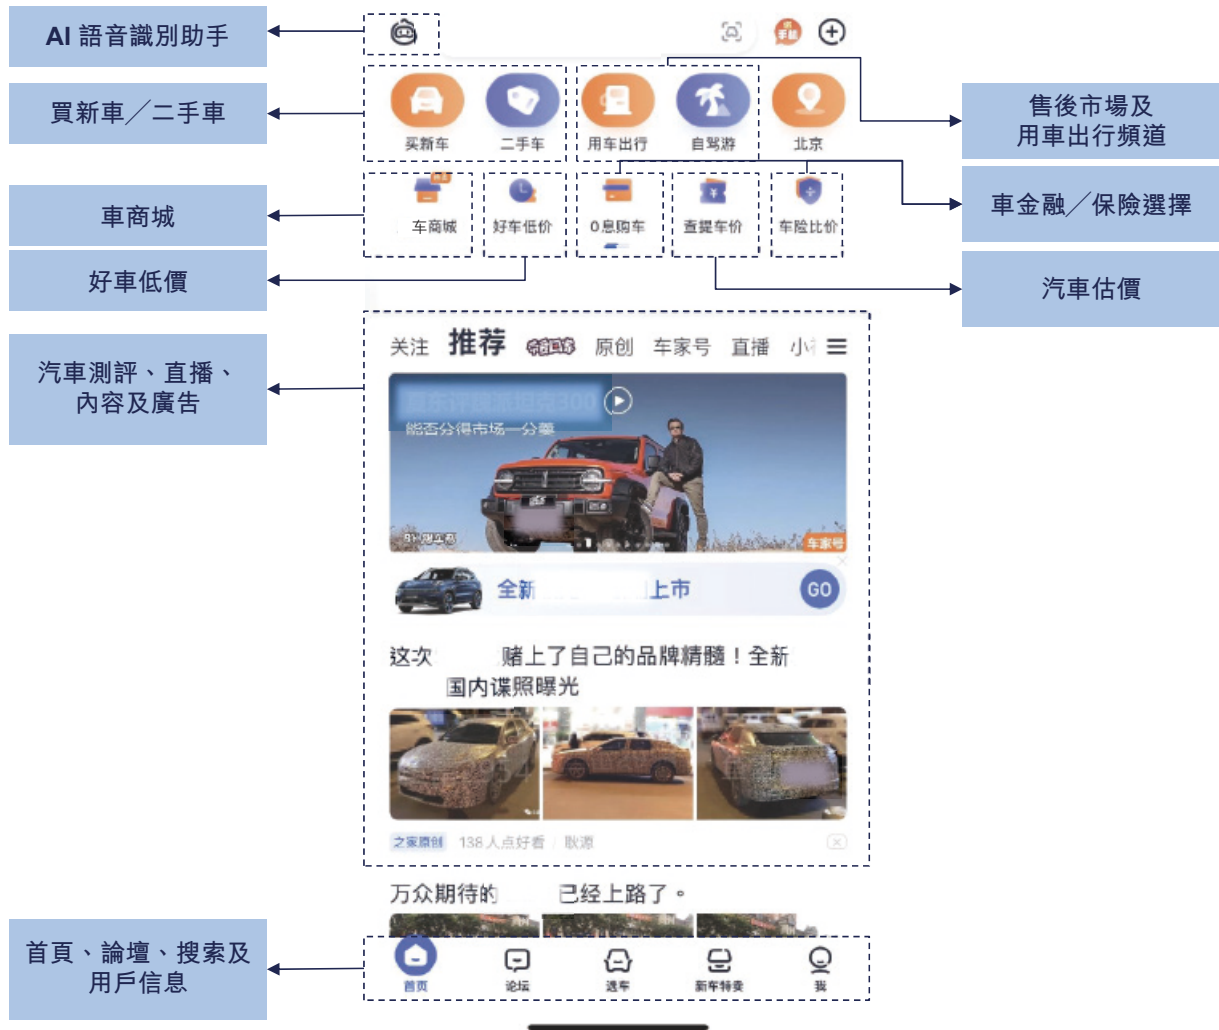 AI 語音識別助手
買新車／二手車
买新车
二手车
用车出行
自驾游
北京
售後市場及
用車出行頻道
車商城
车商城
好车低价
0息购车
查提车价
车险比价
車金融／保險選擇
好車低價
汽車估價
汽車測評、直播、
內容及廣告
关注
推荐
原创
车家号
直播
小
能否分得市场一分羹
车家号
全新
上市
GO
这次 赌上了自己的品牌精髓！全新
国内谍照曝光
之家原创 138人点好看 / 耿源
万众期待的 已经上路了。
首頁、論壇、搜索及
用戶信息
首页
论坛
选车
新车特卖
我